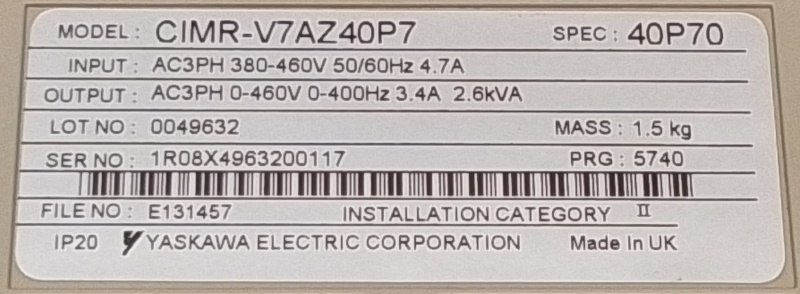 MODEL : CIMR-V7AZ40P7 SPEC : 40P70
INPUT : AC3PH 380-460V 50/60Hz 4.7A
OUTPUT : AC3PH 0-460V 0-400Hz 3.4A 2.6kVA
LOT NO : 0049632 MASS : 1.5 kg
SER NO : 1R08X4963200117 PRG : 5740
FILE NO : E131457 INSTALLATION CATEGORY II
IP20 YASKAWA ELECTRIC CORPORATION Made In UK